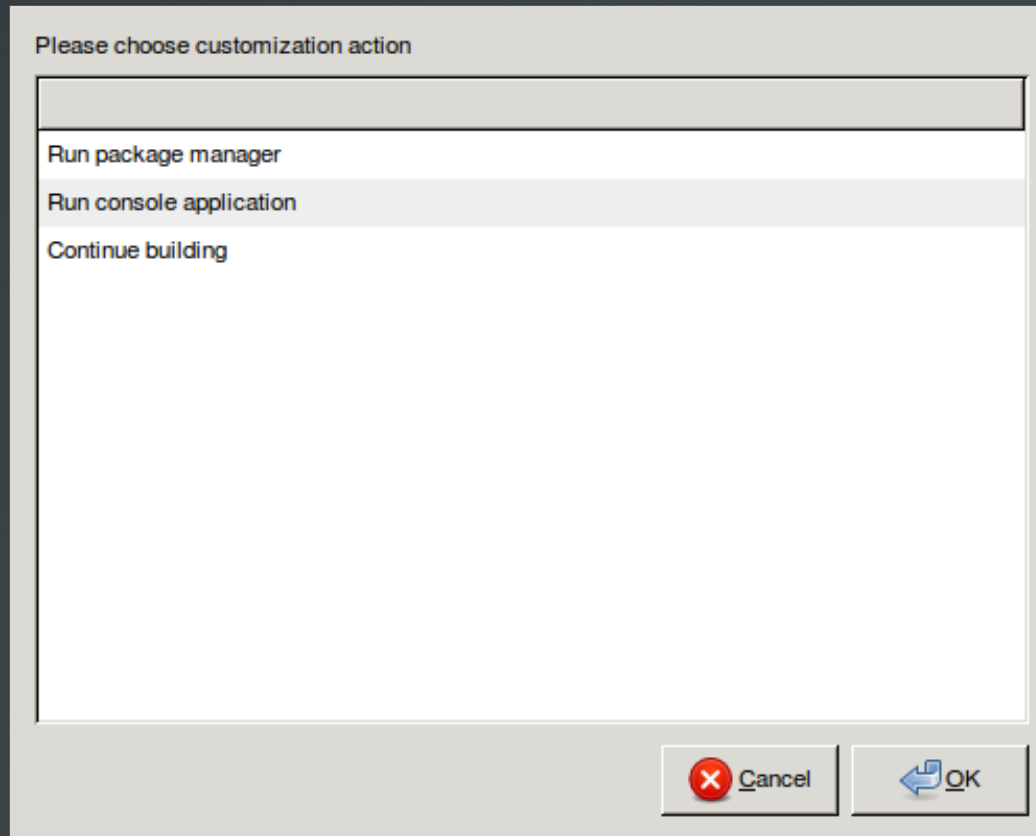 Please choose customization action
Run package manager
Run console application
Continue building
Cancel
OK